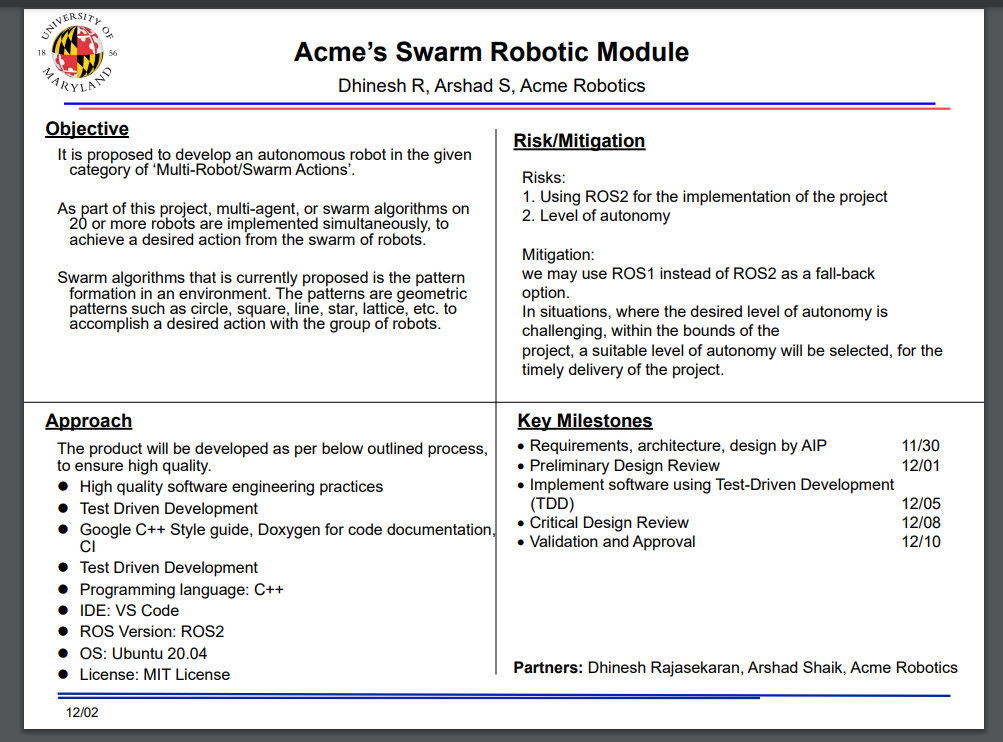 UNIVERSITY OF
18 56
MARYLAND
Acme's Swarm Robotic Module
Dhinesh R, Arshad S, Acme Robotics
Objective
It is proposed to develop an autonomous robot in the given
category of 'Multi-Robot/Swarm Actions'.
As part of this project, multi-agent, or swarm algorithms on
20 or more robots are implemented simultaneously, to
achieve a desired action from the swarm of robots.
Swarm algorithms that is currently proposed is the pattern
formation in an environment. The patterns are geometric
patterns such as circle, square, line, star, lattice, etc. to
accomplish a desired action with the group of robots.
Risk/Mitigation
Risks:
1. Using ROS2 for the implementation of the project
2. Level of autonomy
Mitigation:
we may use ROS1 instead of ROS2 as a fall-back
option.
In situations, where the desired level of autonomy is
challenging, within the bounds of the
project, a suitable level of autonomy will be selected, for the
timely delivery of the project.
Approach
The product will be developed as per below outlined process,
to ensure high quality.
● High quality software engineering practices
● Test Driven Development
● Google C++ Style guide, Doxygen for code documentation,
CI
● Test Driven Development
● Programming language: C++
● IDE: VS Code
● ROS Version: ROS2
● OS: Ubuntu 20.04
● License: MIT License
Key Milestones
• Requirements, architecture, design by AIP 11/30
• Preliminary Design Review 12/01
• Implement software using Test-Driven Development
(TDD) 12/05
• Critical Design Review 12/08
• Validation and Approval 12/10
Partners: Dhinesh Rajasekaran, Arshad Shaik, Acme Robotics
12/02